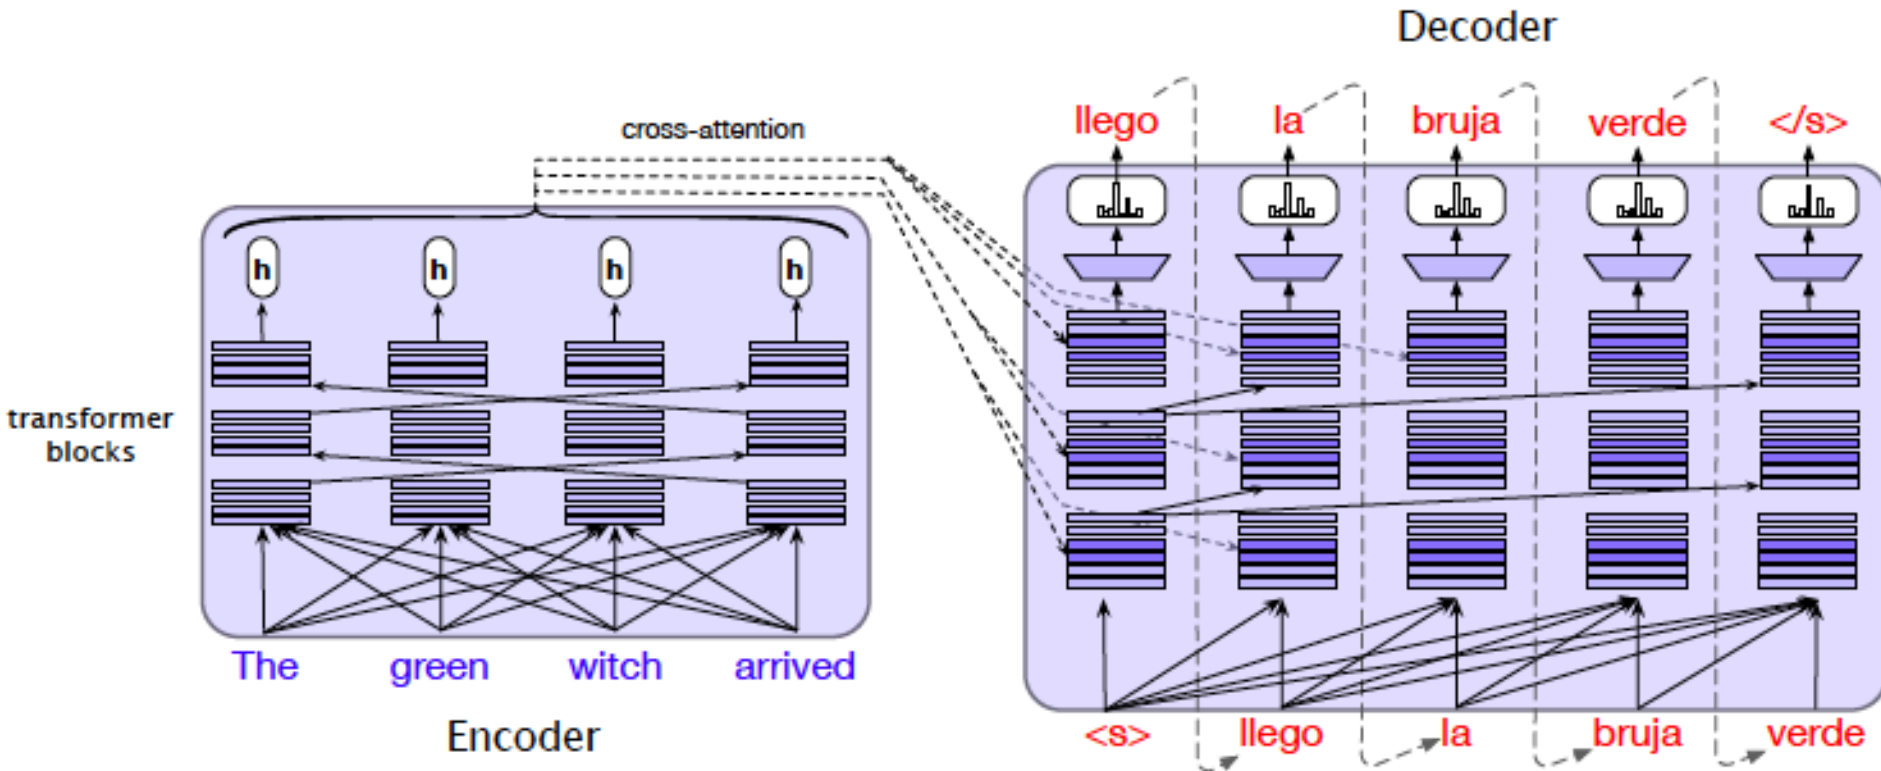 Decoder
llego la bruja verde </s>
cross-attention
h h h h
transformer
blocks
The green witch arrived
Encoder
<s> llego la bruja verde